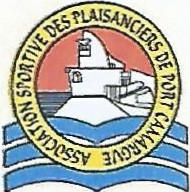 ASSOCIATION SPORTIVE DES PLAISANCIERS DE PORT CAMARGUE